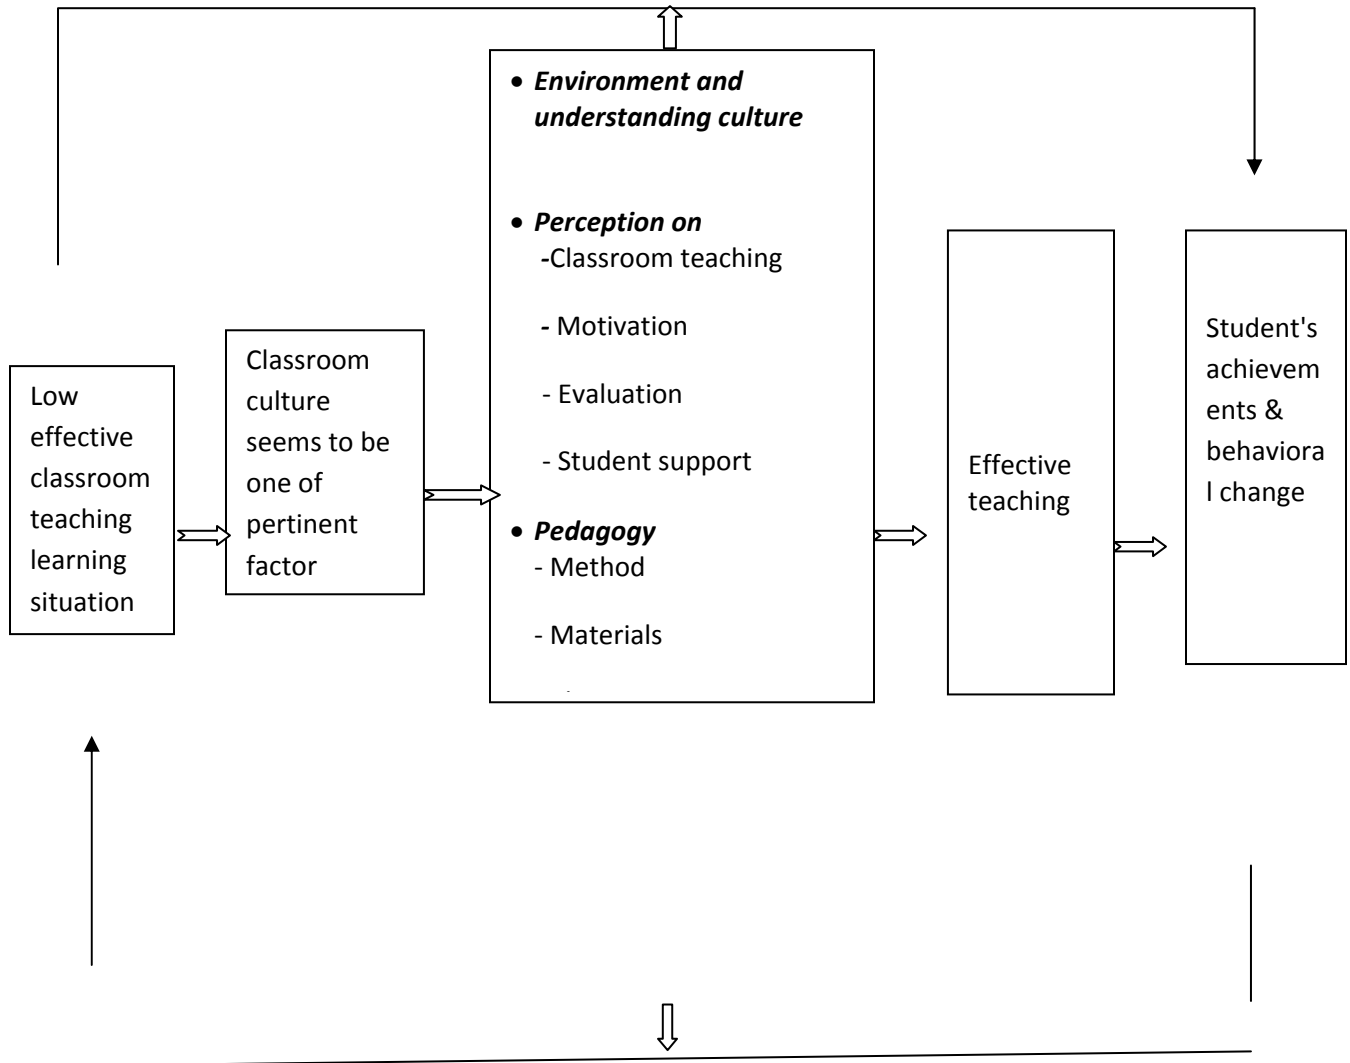 Low
effective
classroom
teaching
learning
situation
Classroom
culture
seems to be
one of
pertinent
factor
• Environment and
understanding culture
• Perception on
-Classroom teaching
- Motivation
- Evaluation
- Student support
• Pedagogy
- Method
- Materials
Effective
teaching
Student's
achievem
ents &
behaviora
l change